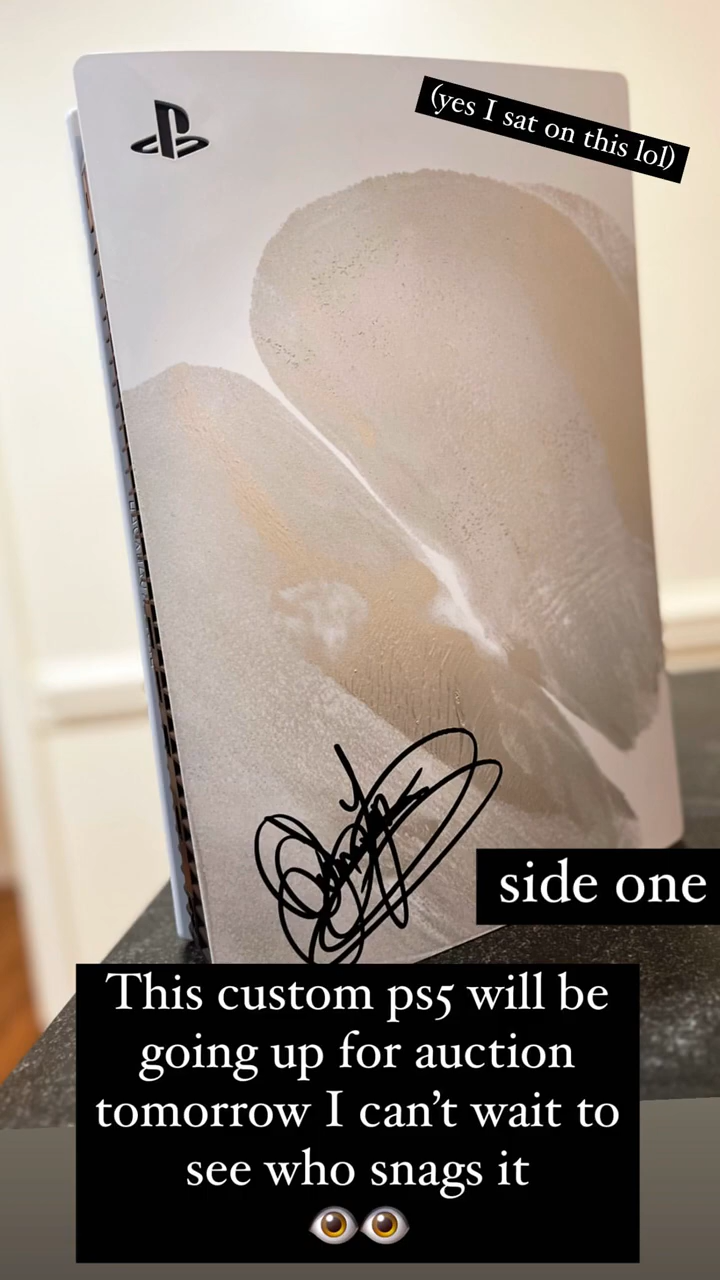 (yes I sat on this lol)
side one
This custom ps5 will be
going up for auction
tomorrow I can't wait to
see who snags it
👀